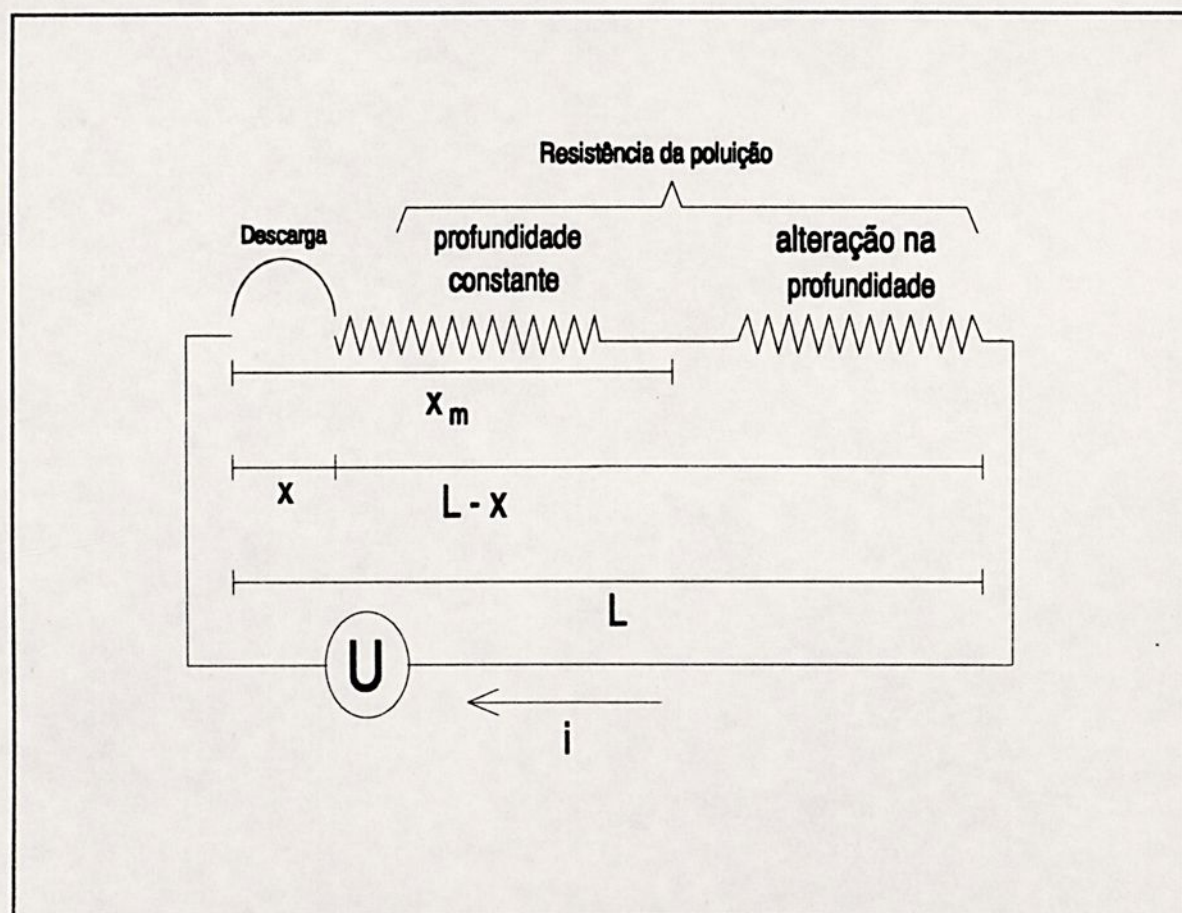 Resistência da poluição
Descarga
profundidade
constante
alteração na
profundidade
x m
x
L - x
L
U
i